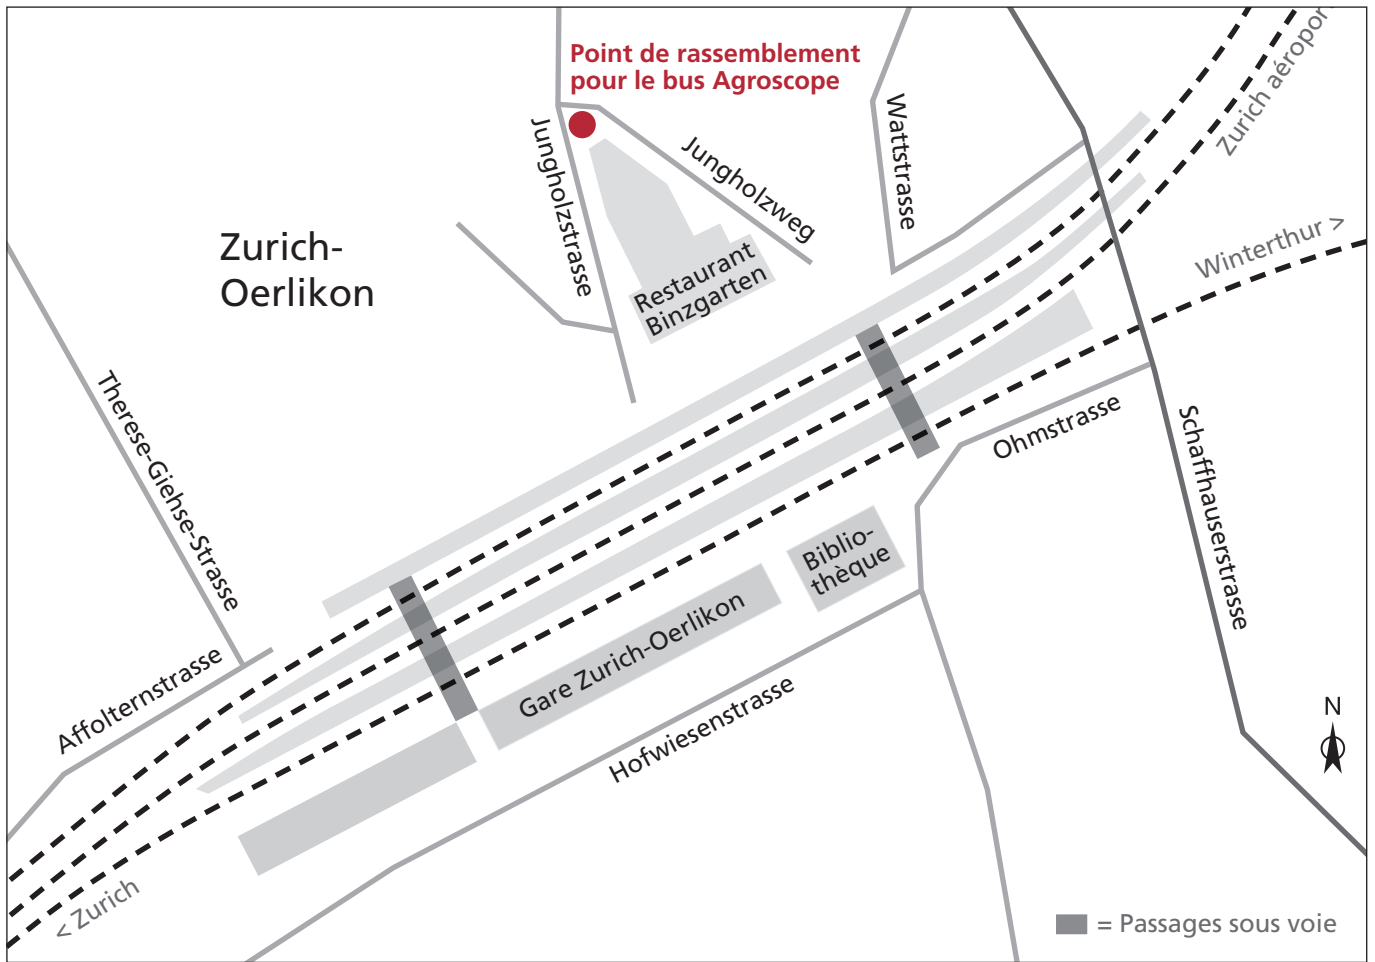 Point de rassemblement
pour le bus Agroscope
Zurich aéropor
Wattstrasse
Jungholzstrasse
Jungholzweg
Zurich-
Oerlikon
Winterthur >
Restaurant
Binzgarten
Therese-Giehse-Strasse
Ohmstrasse
Schaffhauserstrasse
Biblio-
thèque
Gare Zurich-Oerlikon
Affolternstrasse
Hofwiesenstrasse
N
< Zurich
= Passages sous voie